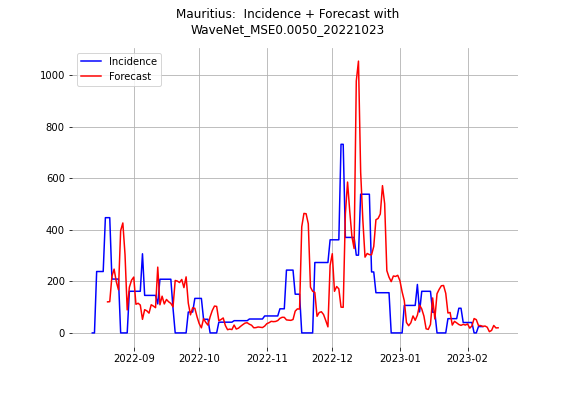 Mauritius:  Incidence + Forecast with
WaveNet_MSE0.0050_20221023
Incidence
Forecast
1000
800
600
400
200
0
2022-09 2022-10 2022-11 2022-12 2023-01 2023-02